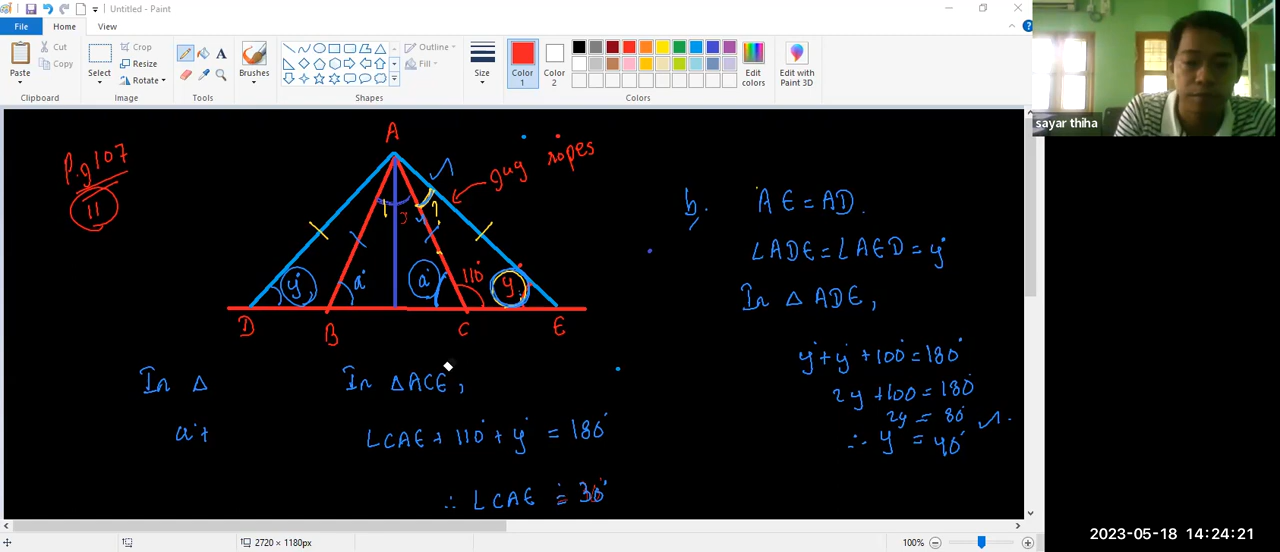 Untitled - Paint
File
Home
View
Paste
Cut
Copy
Clipboard
Select
Crop
Resize
Rotate
Image
Tools
Brushes
Shapes
Outline
Fill
Size
Color 1
Color 2
Edit colors
Colors
Edit with Paint 3D
sayar thiha
P.g 107
11
A
guy ropes
x
y°
a°
a°
110°
y°
D
B
C
E
b. AE = AD.
∠ADE = ∠AED = y°
In △ ADE,
y° + y° + 100° = 180°
2y + 100 = 180°
2y = 80°
∴ y = 40°
In △
a° +
In △ACE,
∠CAE + 110° + y° = 180°
∴ ∠CAE = 30°
2720 × 1180px
100%
2023-05-18 14:24:21